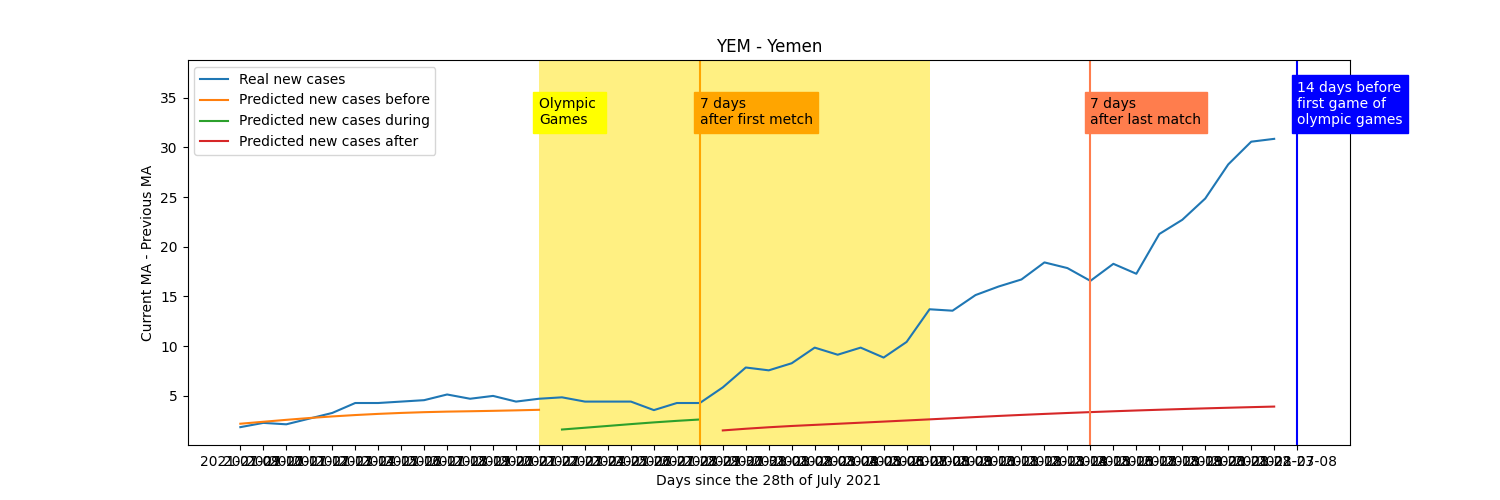 YEM - Yemen
Real new cases
Predicted new cases before
Predicted new cases during
Predicted new cases after
Olympic
Games
7 days
after first metch
7 days
after last match
14 days before
first game of
olympic games
Current MA - Previous MA
35
30
25
20
15
10
5
Days since the 28th of July 2021